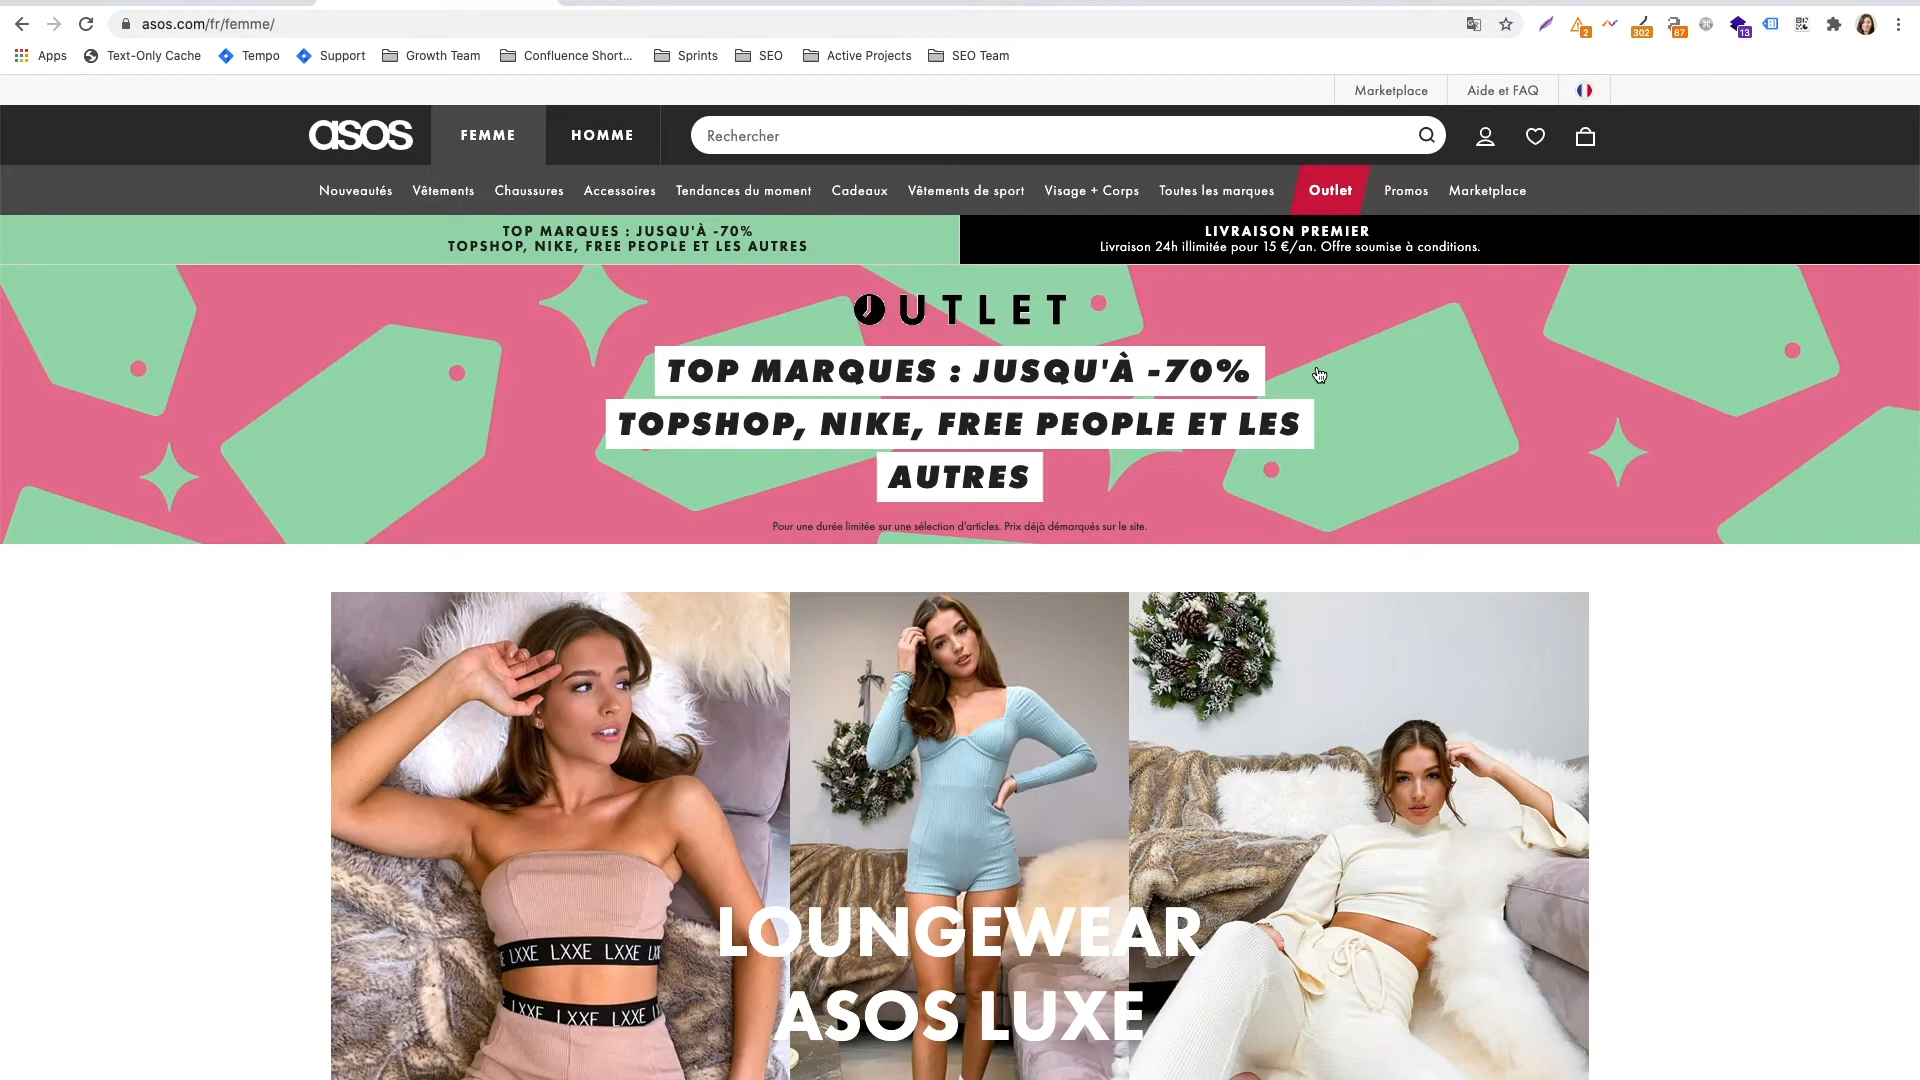 asos.com/fr/femme/
2
302
87
13
Apps
Text-Only Cache
Tempo
Support
Growth Team
Confluence Short...
Sprints
SEO
Active Projects
SEO Team
Marketplace
Aide et FAQ
asos
FEMME
HOMME
Rechercher
Nouveautés
Vêtements
Chaussures
Accessoires
Tendances du moment
Cadeaux
Vêtements de sport
Visage + Corps
Toutes les marques
Outlet
Promos
Marketplace
TOP MARQUES : JUSQU'À -70%
TOPSHOP, NIKE, FREE PEOPLE ET LES AUTRES
LIVRAISON PREMIER
Livraison 24h illimitée pour 15 €/an. Offre soumise à conditions.
OUTLET
TOP MARQUES : JUSQU'À -70%
TOPSHOP, NIKE, FREE PEOPLE ET LES
AUTRES
Pour une durée limitée sur une sélection d'articles. Prix déjà démarqués sur le site.
LXXE LXXE LXXE
LXXE LXXE LXXE
LOUNGEWEAR
ASOS LUXE